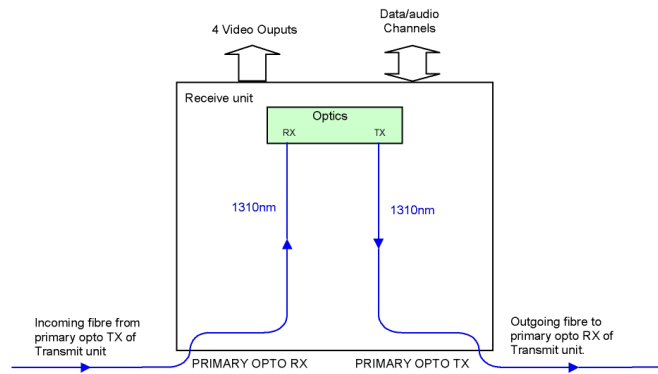 4 Video Ouputs
Data/audio
Channels
Receive unit
Optics
RX
TX
1310nm
1310nm
Incoming fibre from
primary opto TX of
Transmit unit
Outgoing fibre to
primary opto RX of
Transmit unit.
PRIMARY OPTO RX
PRIMARY OPTO TX